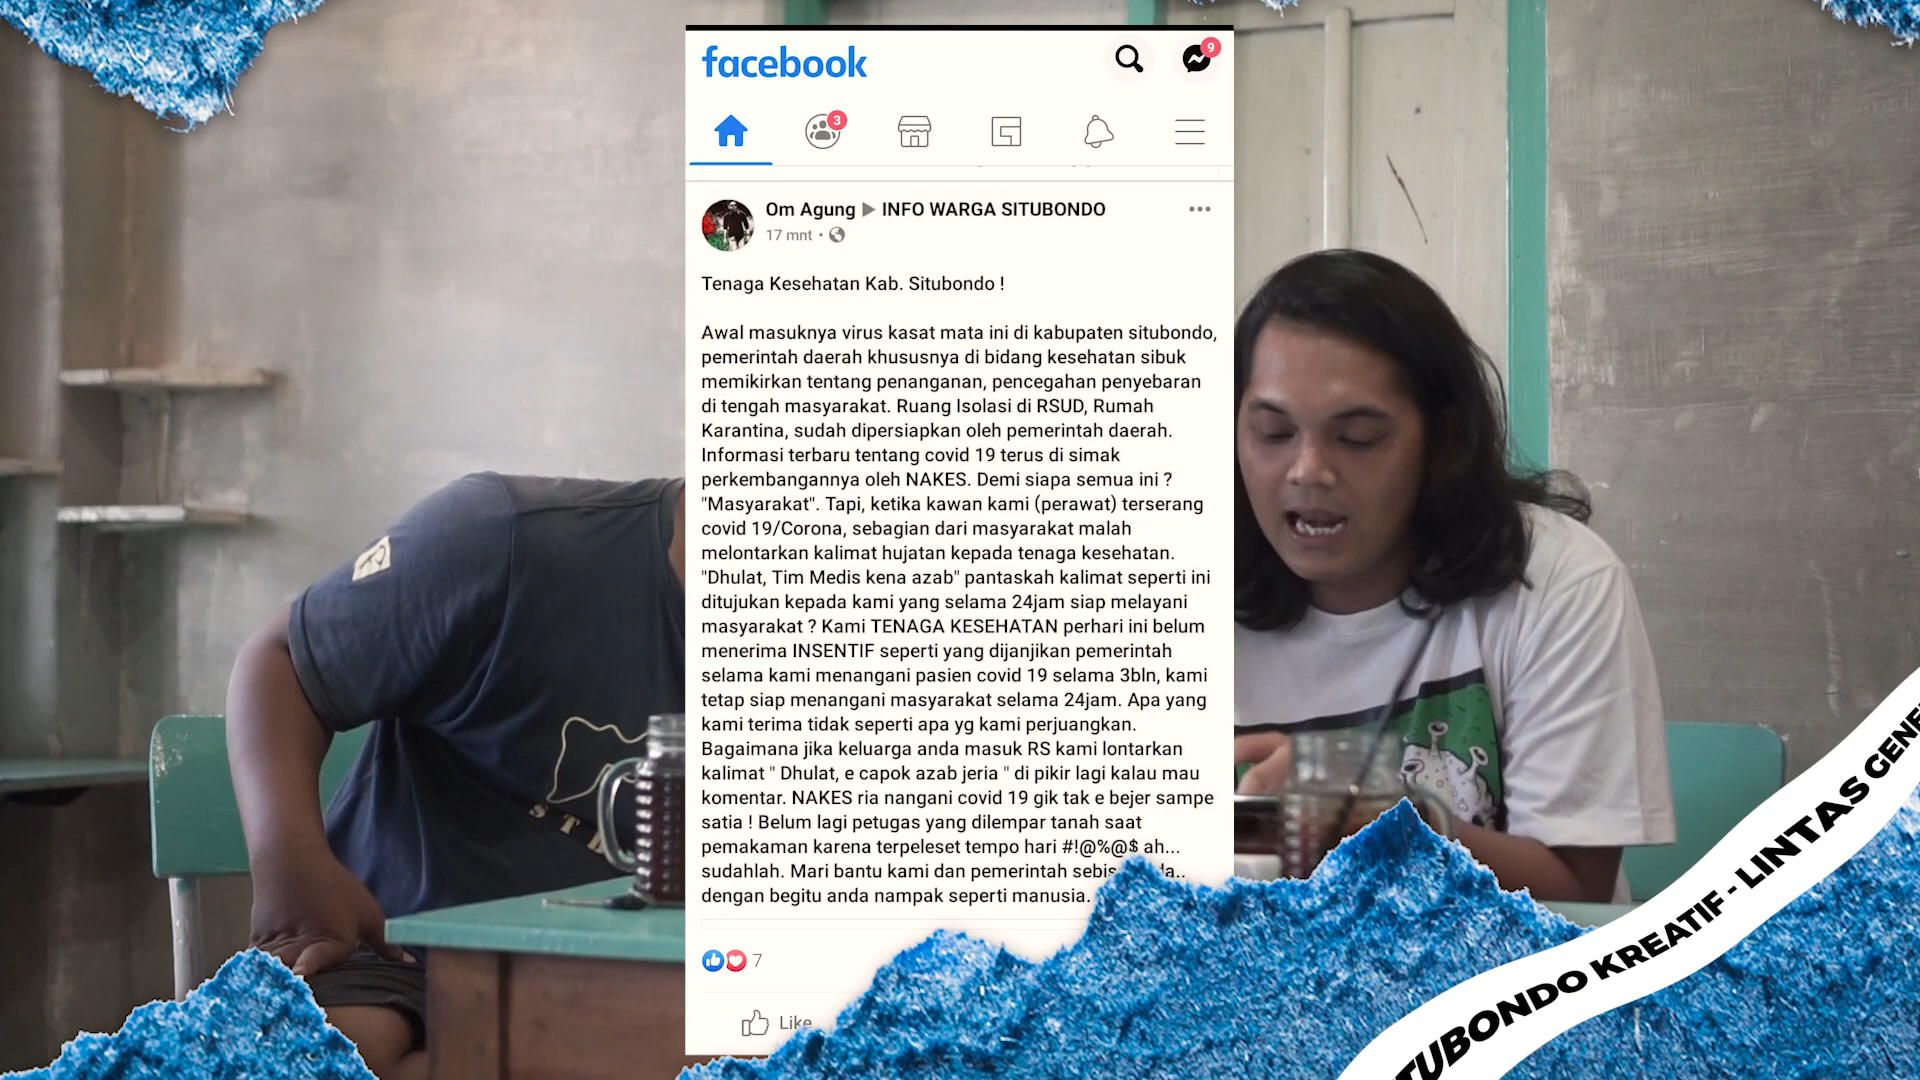 facebook
9
3
Om Agung ▶ INFO WARGA SITUBONDO
17 mnt
Tenaga Kesehatan Kab. Situbondo !
Awal masuknya virus kasat mata ini di kabupaten situbondo,
pemerintah daerah khususnya di bidang kesehatan sibuk
memikirkan tentang penanganan, pencegahan penyebaran
di tengah masyarakat. Ruang Isolasi di RSUD, Rumah
Karantina, sudah dipersiapkan oleh pemerintah daerah.
Informasi terbaru tentang covid 19 terus di simak
perkembangannya oleh NAKES. Demi siapa semua ini ?
"Masyarakat". Tapi, ketika kawan kami (perawat) terserang
covid 19/Corona, sebagian dari masyarakat malah
melontarkan kalimat hujatan kepada tenaga kesehatan.
"Dhulat, Tim Medis kena azab" pantaskah kalimat seperti ini
ditujukan kepada kami yang selama 24jam siap melayani
masyarakat ? Kami TENAGA KESEHATAN perhari ini belum
menerima INSENTIF seperti yang dijanjikan pemerintah
selama kami menangani pasien covid 19 selama 3bln, kami
tetap siap menangani masyarakat selama 24jam. Apa yang
kami terima tidak seperti apa yg kami perjuangkan.
Bagaimana jika keluarga anda masuk RS kami lontarkan
kalimat " Dhulat, e capok azab jeria " di pikir lagi kalau mau
komentar. NAKES ria nangani covid 19 gik tak e bejer sampe
satia ! Belum lagi petugas yang dilempar tanah saat
pemakaman karena terpeleset tempo hari #!@%@$ ah...
sudahlah. Mari bantu kami dan pemerintah
dengan begitu anda nampak seperti manusia.
7
Like
TUBONDO KREATIF - LINTAS GENE